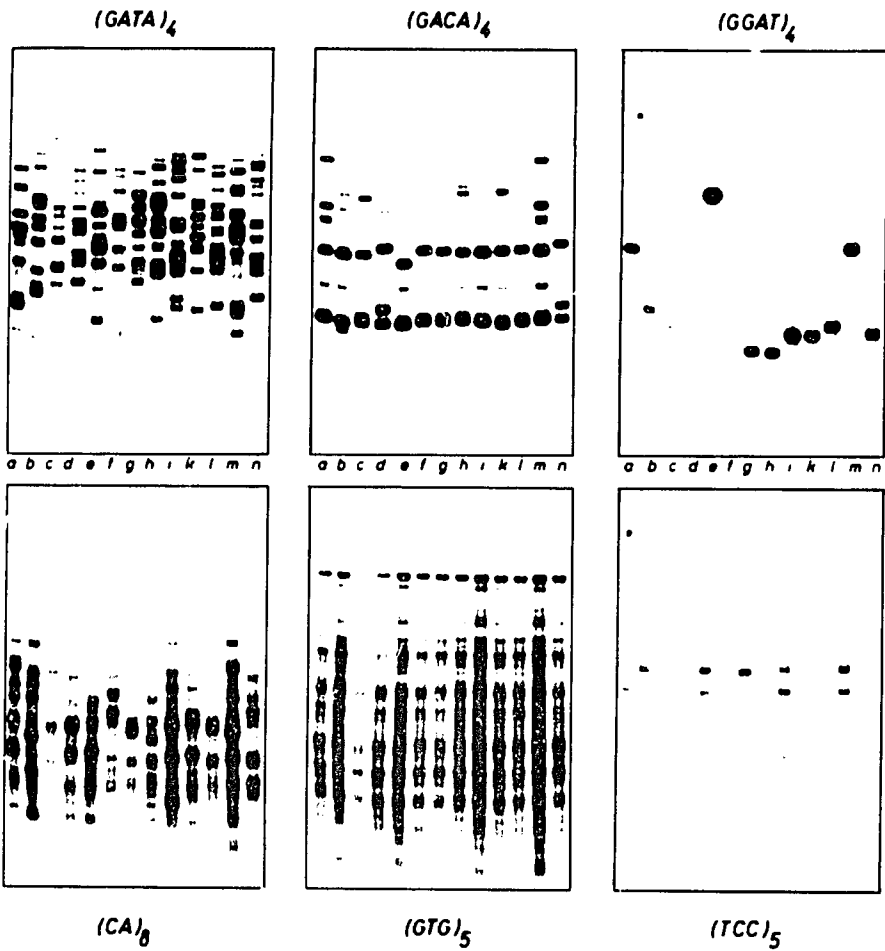 (GATA)4 (GACA)4 (GGAT)4
a b c d e f g h i k l m n a b c d e f g h i k l m n a b c d e f g h i k l m n
(CA)8 (GTG)5 (TCC)5